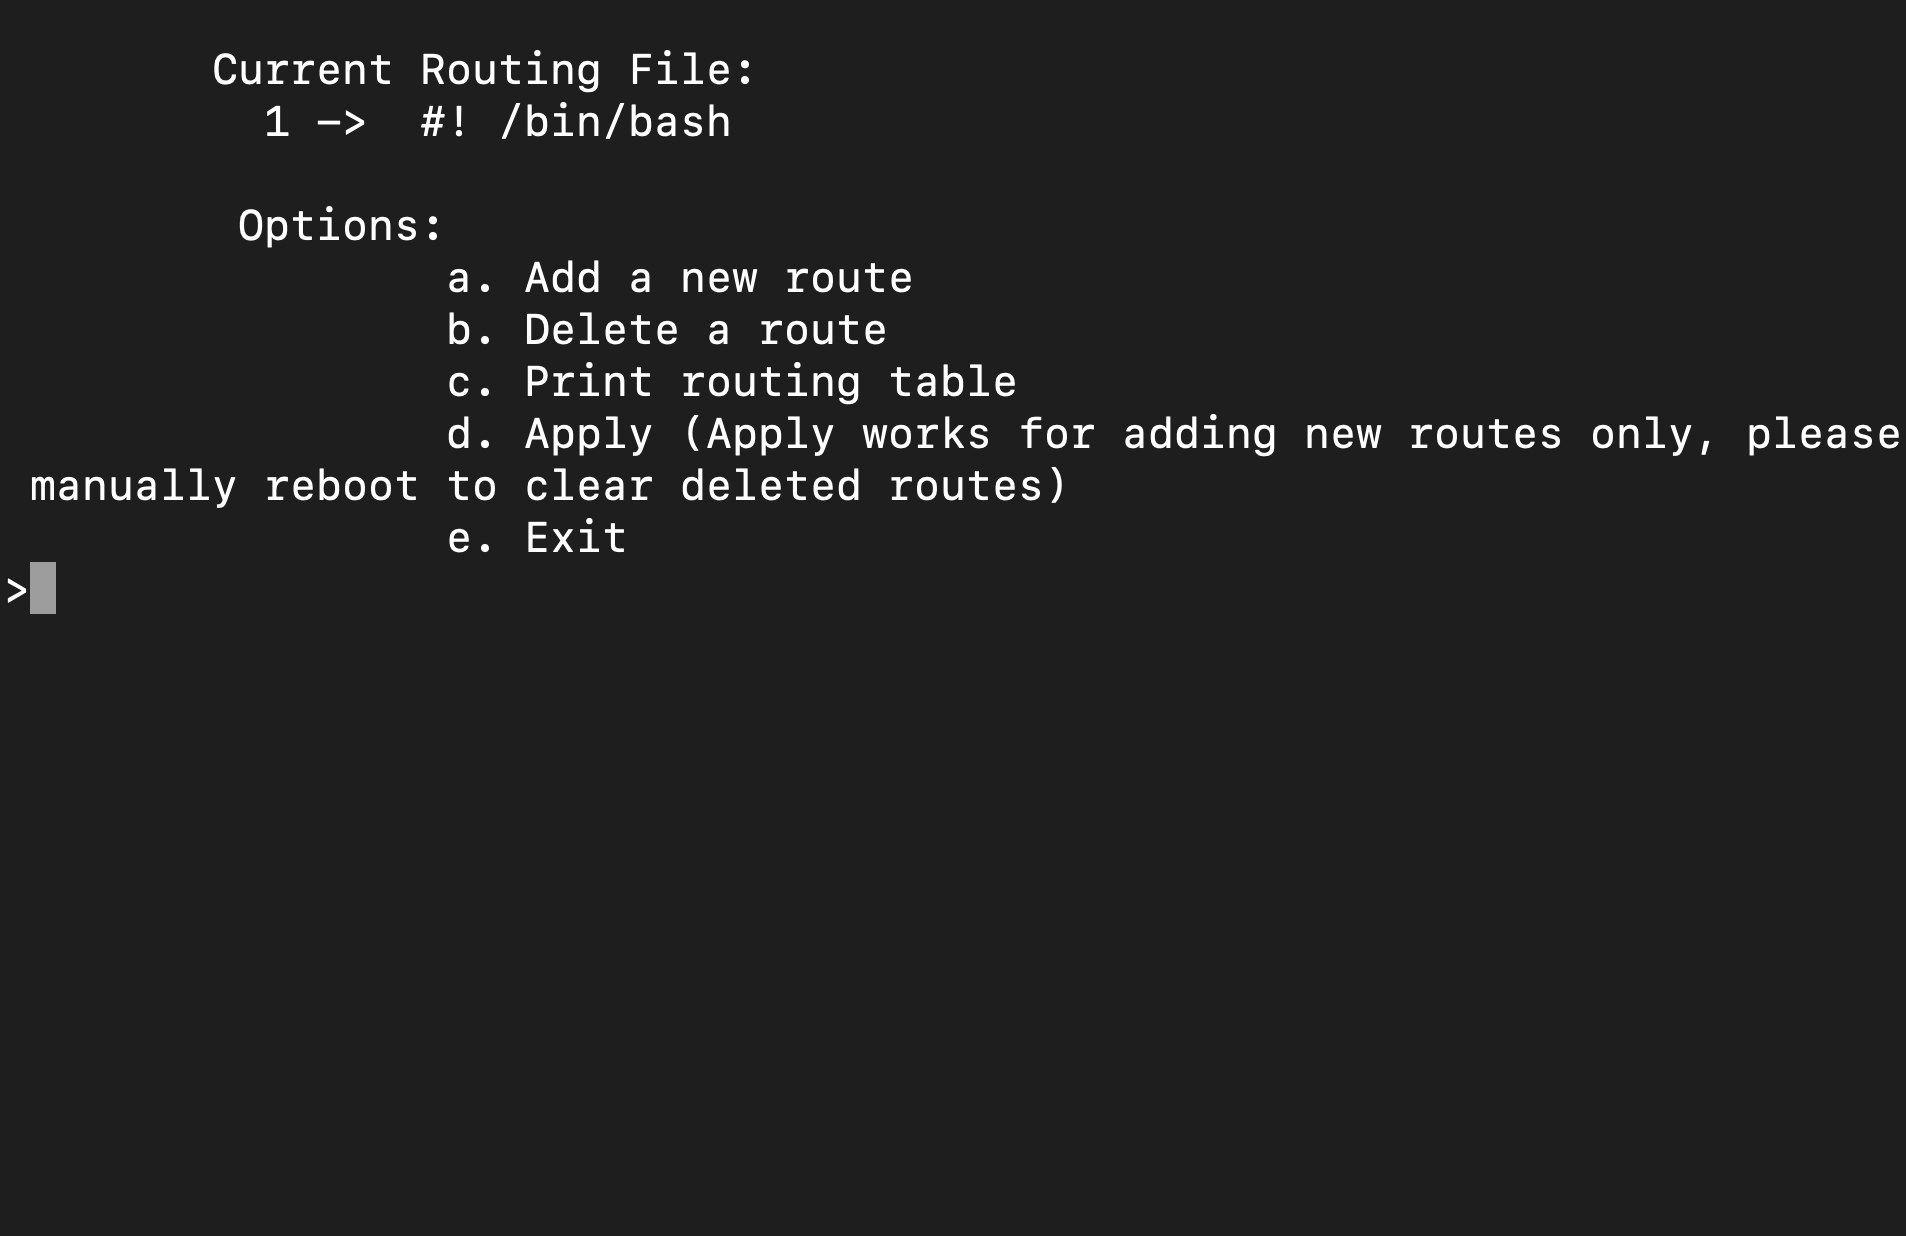 Current Routing File:
1 —>  #! /bin/bash
Options:
a. Add a new route
b. Delete a route
c. Print routing table
d. Apply (Apply works for adding new routes only, please
manually reboot to clear deleted routes)
e. Exit
>